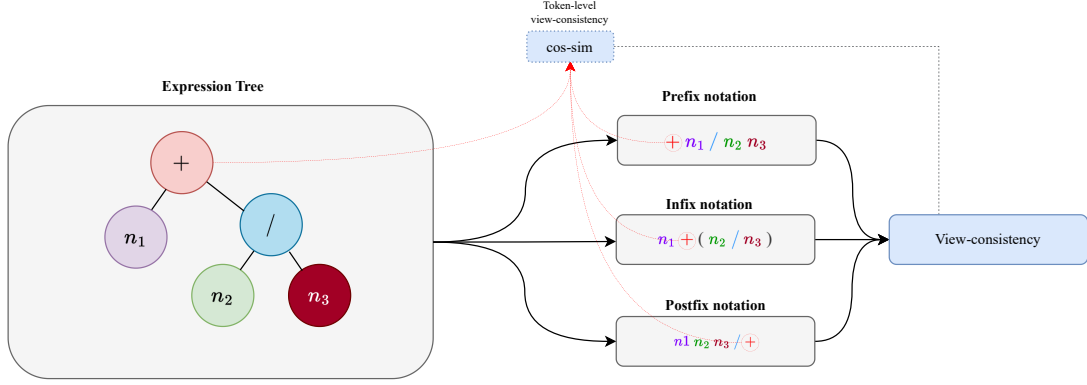 Token-level
view-consistency
cos-sim
Expression Tree
+
n₁
/
n₂
n₃
Prefix notation
+ n₁ / n₂ n₃
Infix notation
n₁ + ( n₂ / n₃ )
Postfix notation
n1 n₂ n₃ / +
View-consistency